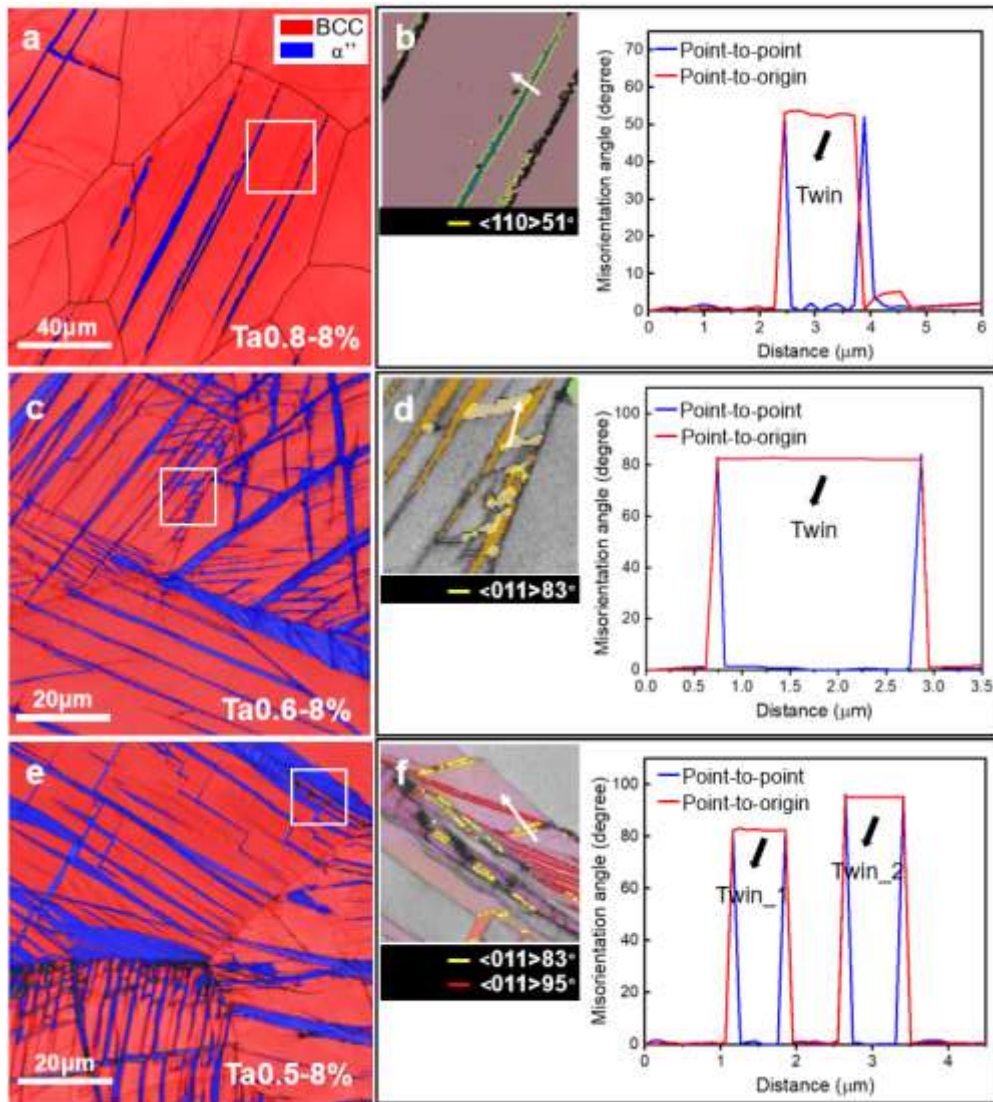 a
BCC
α''
40μm
Ta0.8-8%
b
<110>51°
Misorientation angle (degree)
70
60
50
40
30
20
10
0
Point-to-point
Point-to-origin
Twin
0 1 2 3 4 5 6
Distance (μm)
c
20μm
Ta0.6-8%
d
<011>83°
Misorientation angle (degree)
100
80
60
40
20
0
Point-to-point
Point-to-origin
Twin
0.0 0.5 1.0 1.5 2.0 2.5 3.0 3.5
Distance (μm)
e
20μm
Ta0.5-8%
f
<011>83°
<011>95°
Misorientation angle (degree)
100
80
60
40
20
0
Point-to-point
Point-to-origin
Twin_1
Twin_2
0 1 2 3 4
Distance (μm)